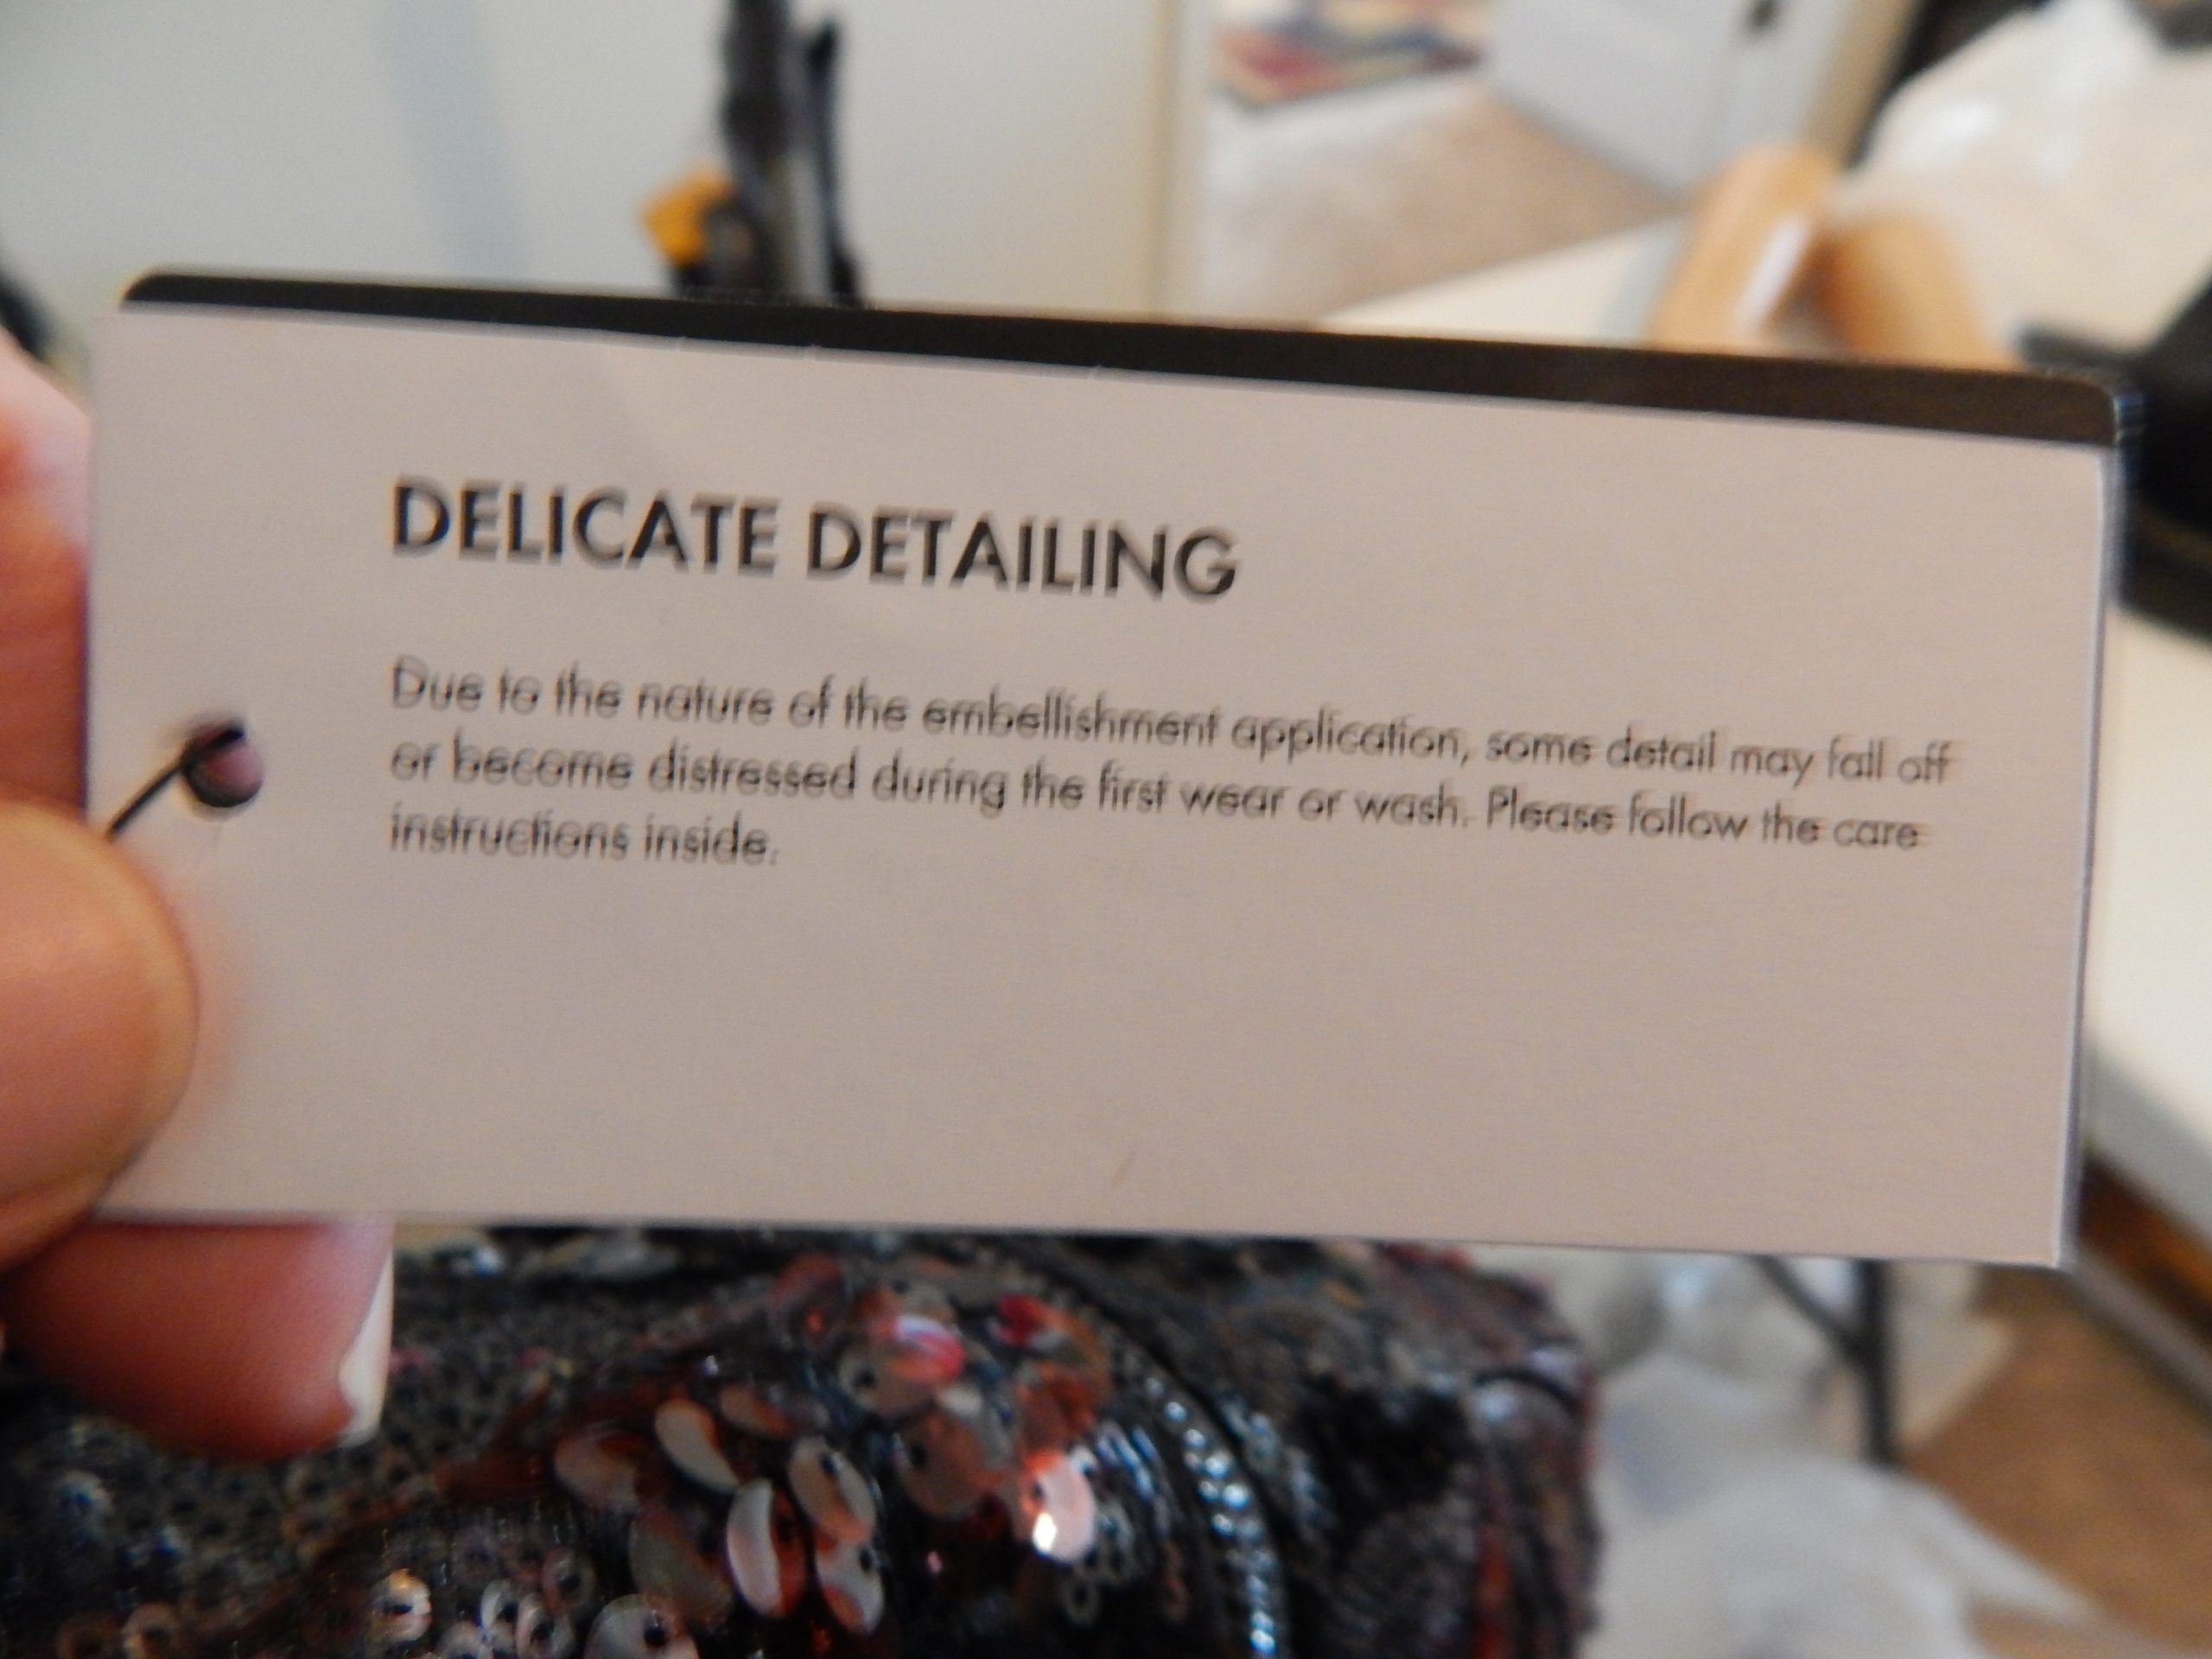 DELICATE DETAILING
Due to the nature of the embellishment application, some detail may fall off
or become distressed during the first wear or wash. Please follow the care
instructions inside.